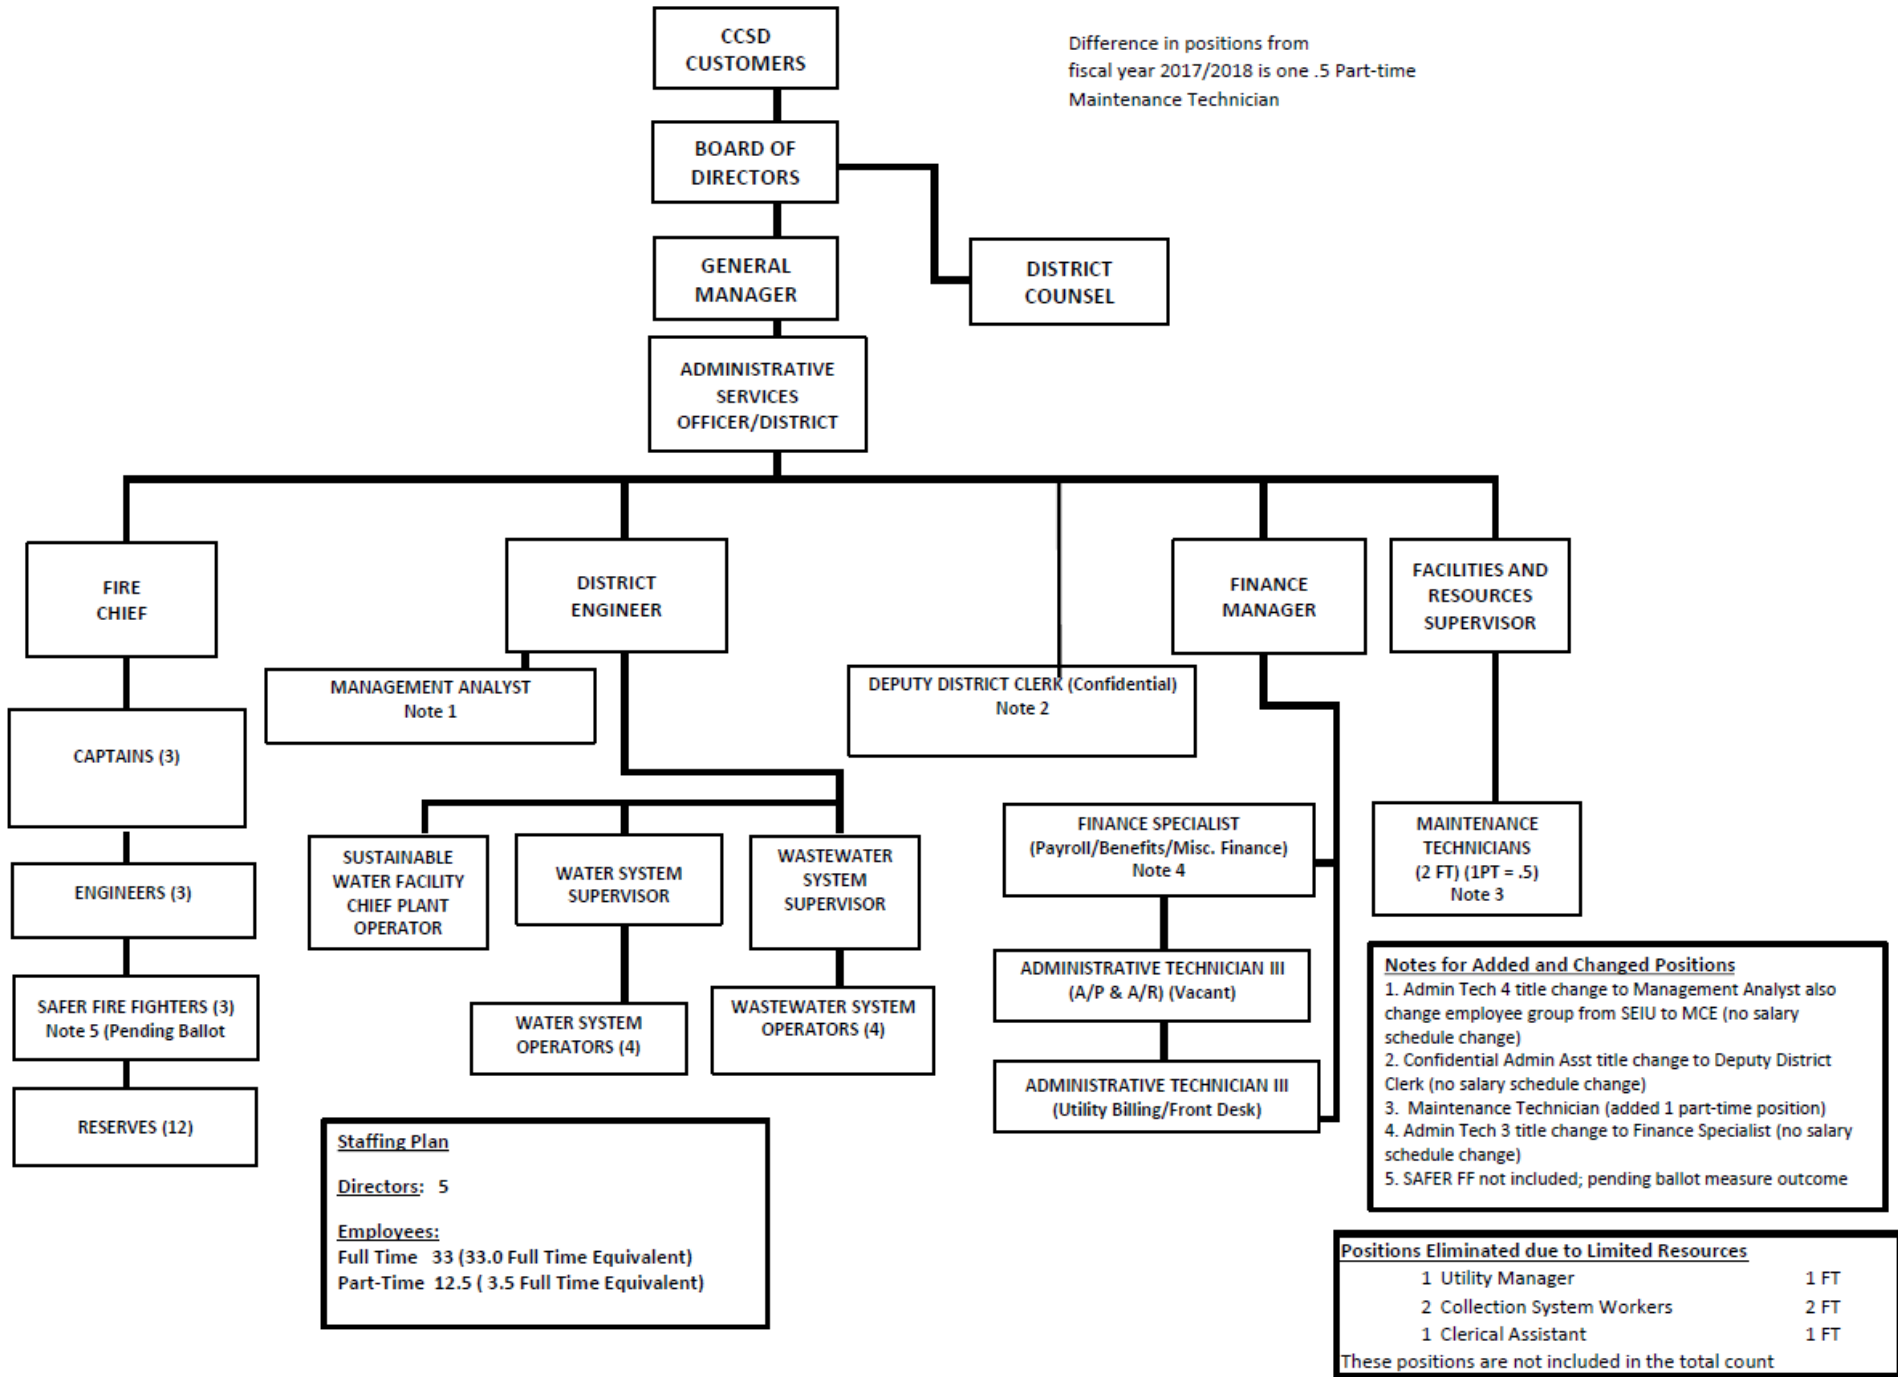 CCSD
CUSTOMERS
Difference in positions from
fiscal year 2017/2018 is one .5 Part-time
Maintenance Technician
BOARD OF
DIRECTORS
GENERAL
MANAGER
DISTRICT
COUNSEL
ADMINISTRATIVE
SERVICES
OFFICER/DISTRICT
FIRE
CHIEF
DISTRICT
ENGINEER
FINANCE
MANAGER
FACILITIES AND
RESOURCES
SUPERVISOR
MANAGEMENT ANALYST
Note 1
DEPUTY DISTRICT CLERK (Confidential)
Note 2
CAPTAINS (3)
ENGINEERS (3)
SAFER FIRE FIGHTERS (3)
Note 5 (Pending Ballot
RESERVES (12)
SUSTAINABLE
WATER FACILITY
CHIEF PLANT
OPERATOR
WATER SYSTEM
SUPERVISOR
WASTEWATER
SYSTEM
SUPERVISOR
WATER SYSTEM
OPERATORS (4)
WASTEWATER SYSTEM
OPERATORS (4)
FINANCE SPECIALIST
(Payroll/Benefits/Misc. Finance)
Note 4
ADMINISTRATIVE TECHNICIAN III
(A/P & A/R) (Vacant)
ADMINISTRATIVE TECHNICIAN III
(Utility Billing/Front Desk)
MAINTENANCE
TECHNICIANS
(2 FT) (1PT = .5)
Note 3
Staffing Plan
Directors: 5
Employees:
Full Time 33 (33.0 Full Time Equivalent)
Part-Time 12.5 ( 3.5 Full Time Equivalent)
Notes for Added and Changed Positions
1. Admin Tech 4 title change to Management Analyst also
change employee group from SEIU to MCE (no salary
schedule change)
2. Confidential Admin Asst title change to Deputy District
Clerk (no salary schedule change)
3. Maintenance Technician (added 1 part-time position)
4. Admin Tech 3 title change to Finance Specialist (no salary
schedule change)
5. SAFER FF not included; pending ballot measure outcome
Positions Eliminated due to Limited Resources
1 Utility Manager 1 FT
2 Collection System Workers 2 FT
1 Clerical Assistant 1 FT
These positions are not included in the total count